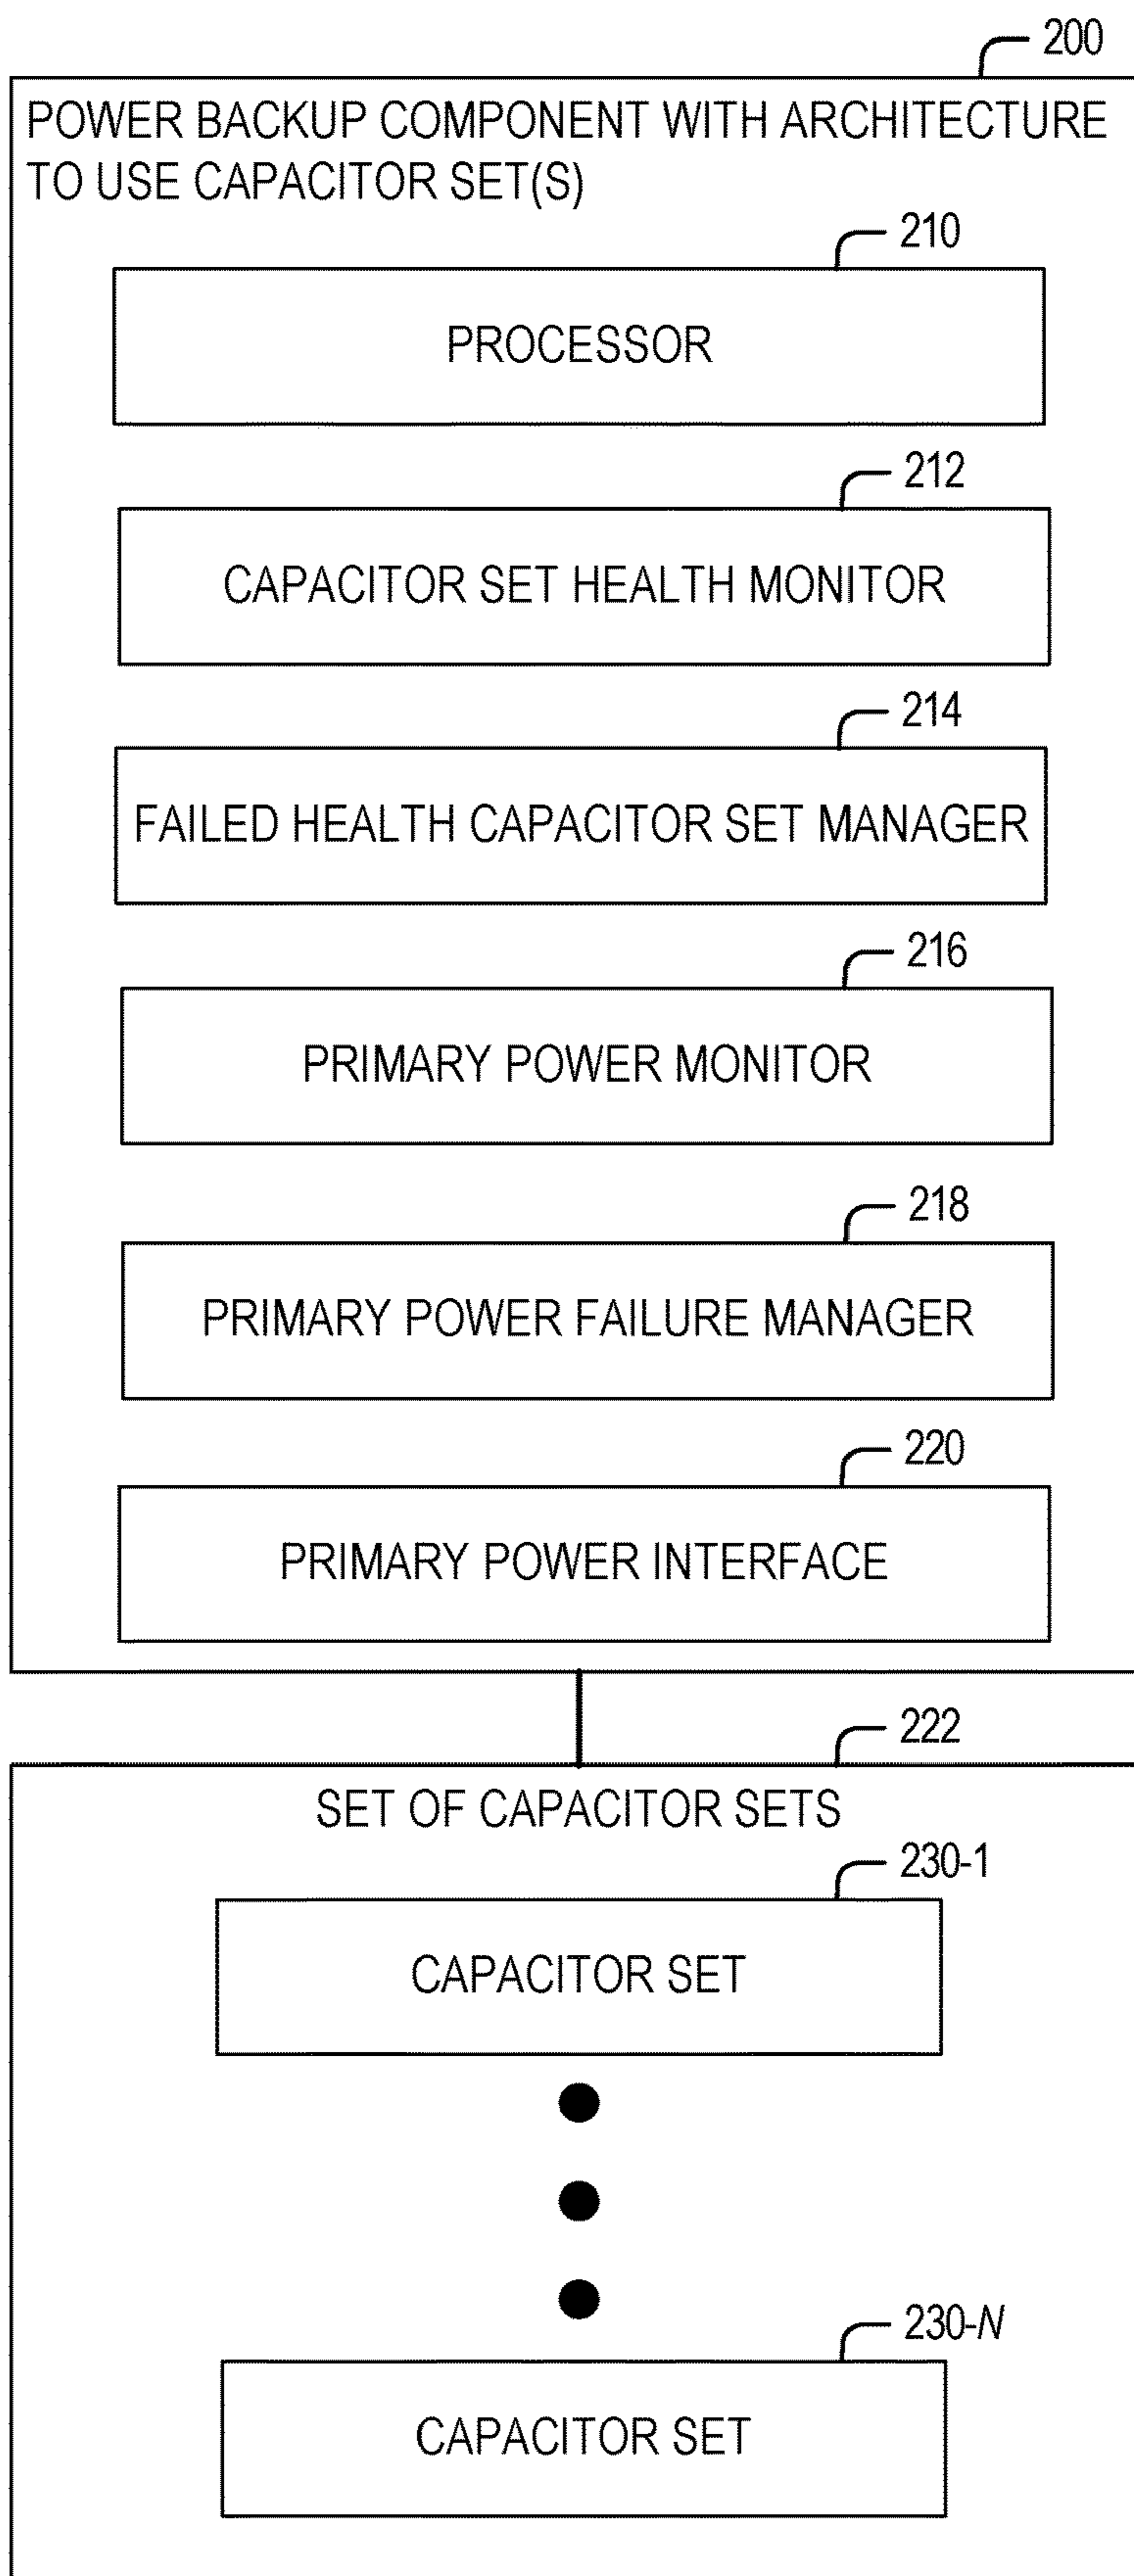 200
POWER BACKUP COMPONENT WITH ARCHITECTURE
TO USE CAPACITOR SET(S)
210
PROCESSOR
212
CAPACITOR SET HEALTH MONITOR
214
FAILED HEALTH CAPACITOR SET MANAGER
216
PRIMARY POWER MONITOR
218
PRIMARY POWER FAILURE MANAGER
220
PRIMARY POWER INTERFACE
222
SET OF CAPACITOR SETS
230-1
CAPACITOR SET
230-N
CAPACITOR SET